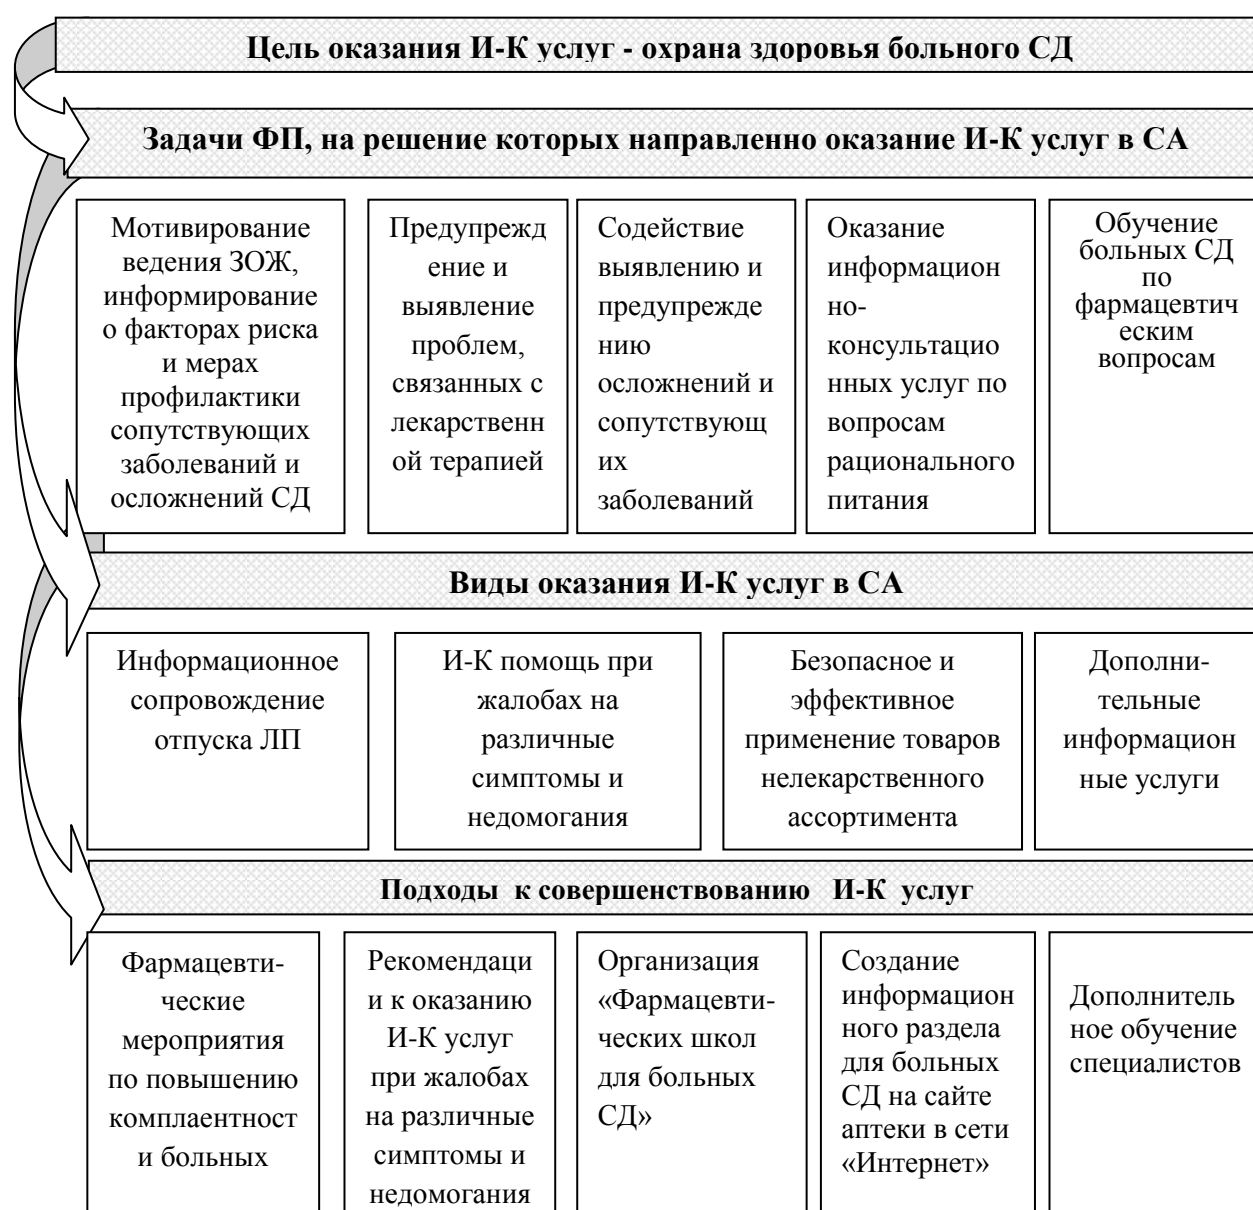 Цель оказания И-К услуг - охрана здоровья больного СД
Задачи ФП, на решение которых направленно оказание И-К услуг в СА
Мотивирование
ведения ЗОЖ,
информирование
о факторах риска
и мерах
профилактики
сопутствующих
заболеваний и
осложнений СД
Предупрежд
ение и
выявление
проблем,
связанных с
лекарственн
ой терапией
Содействие
выявлению и
предупрежде
нию
осложнений и
сопутствующ
их
заболеваний
Оказание
информацион
но-
консультацио
нных услуг по
вопросам
рационального
питания
Обучение
больных СД
по
фармацевтич
еским
вопросам
Виды оказания И-К услуг в СА
Информационное
сопровождение
отпуска ЛП
И-К помощь при
жалобах на
различные
симптомы и
недомогания
Безопасное и
эффективное
применение товаров
нелекарственного
ассортимента
Дополни-
тельные
информацион
ные услуги
Подходы к совершенствованию И-К услуг
Фармацевти-
ческие
мероприятия
по повышению
комплаентност
и больных
Рекомендаци
и к оказанию
И-К услуг
при жалобах
на различные
симптомы и
недомогания
Организация
«Фармацевти-
ческих школ
для больных
СД»
Создание
информацион
ного раздела
для больных
СД на сайте
аптеки в сети
«Интернет»
Дополнитель
ное обучение
специалистов